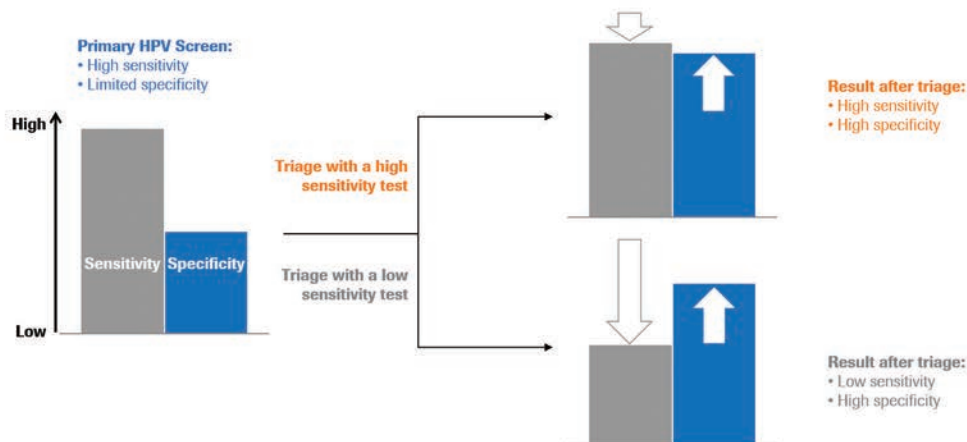 Primary HPV Screen:
• High sensitivity
• Limited specificity
High
Low
Sensitivity
Specificity
Triage with a high
sensitivity test
Triage with a low
sensitivity test
Result after triage:
• High sensitivity
• High specificity
Result after triage:
• Low sensitivity
• High specificity